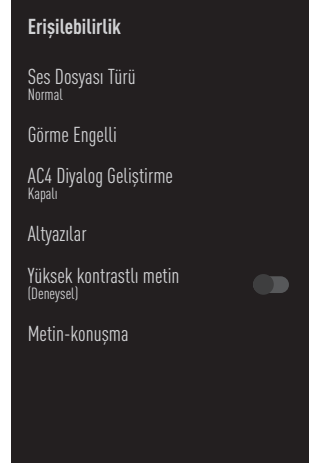 Erişilebilirlik
Ses Dosyası Türü
Normal
Görme Engelli
AC4 Diyalog Geliştirme
Kapalı
Altyazılar
Yüksek kontrastlı metin
(Deneysel)
Metin-konuşma